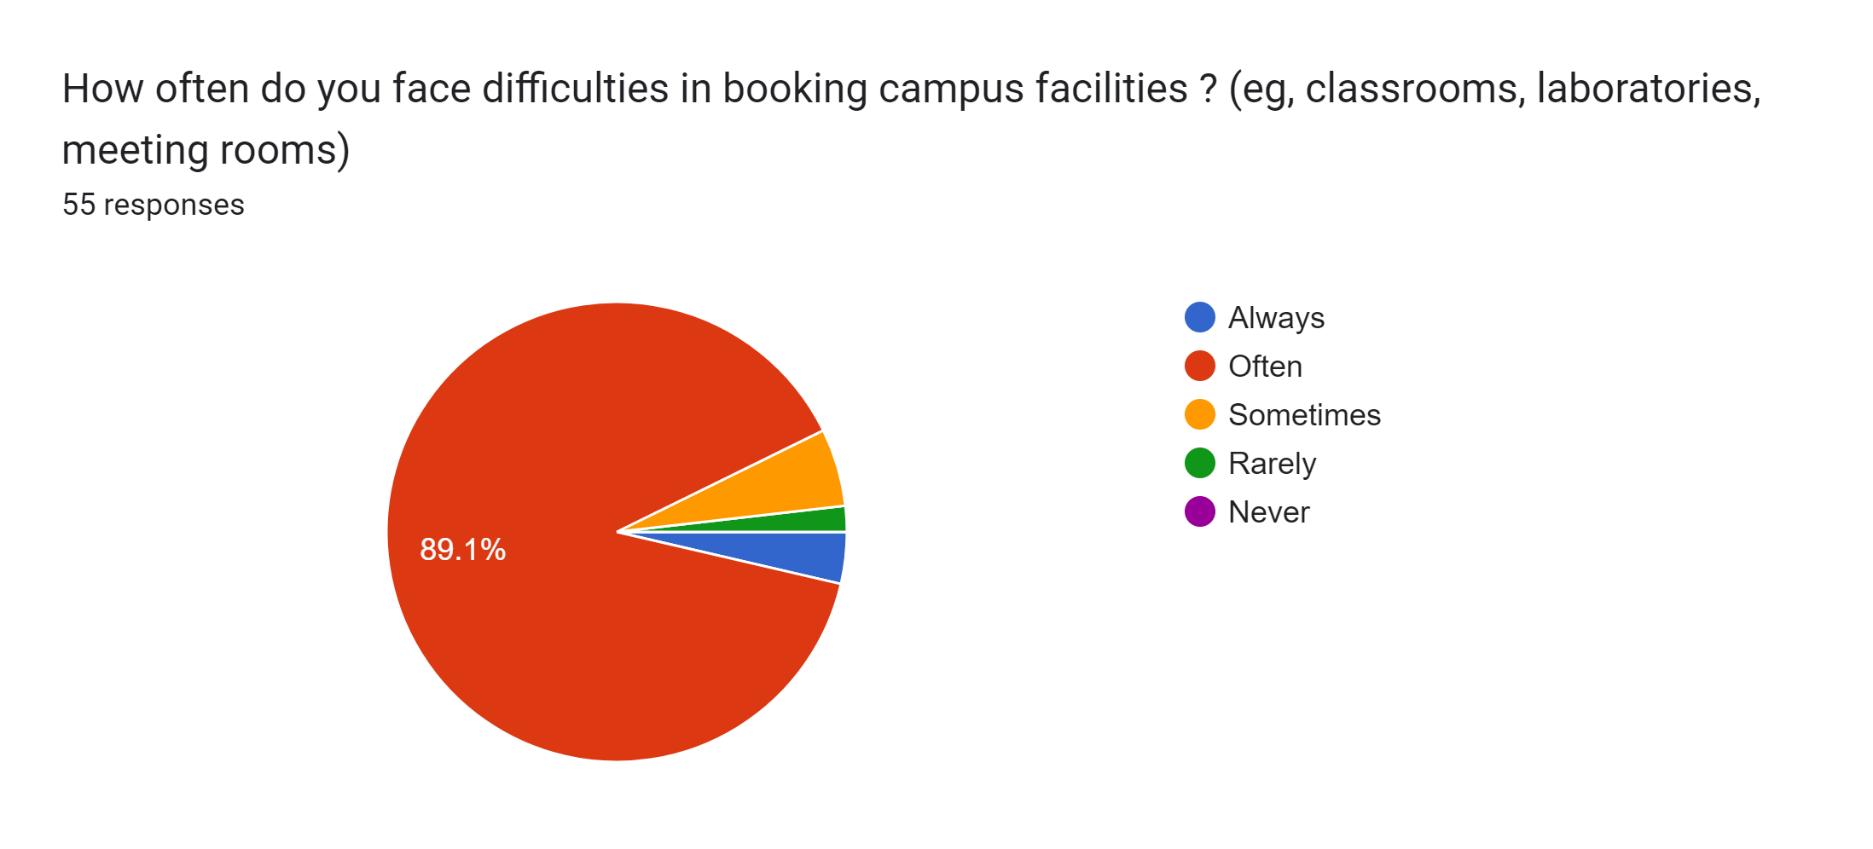 How often do you face difficulties in booking campus facilities ? (eg, classrooms, laboratories,
meeting rooms)
55 responses
89.1%
Always
Often
Sometimes
Rarely
Never